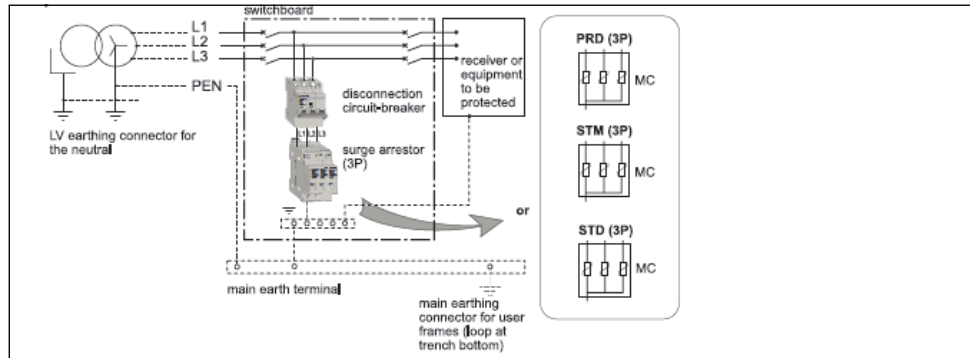 switchboard
L1
L2
L3
PEN
LV earthing connector for
the neutral
disconnection
circuit-breaker
L1 L2 L3
surge arrestor
(3P)
receiver or
equipment
to be
protected
or
main earth terminal
main earthing
connector for user
frames (loop at
trench bottom)
PRD (3P)
MC
STM (3P)
MC
STD (3P)
MC